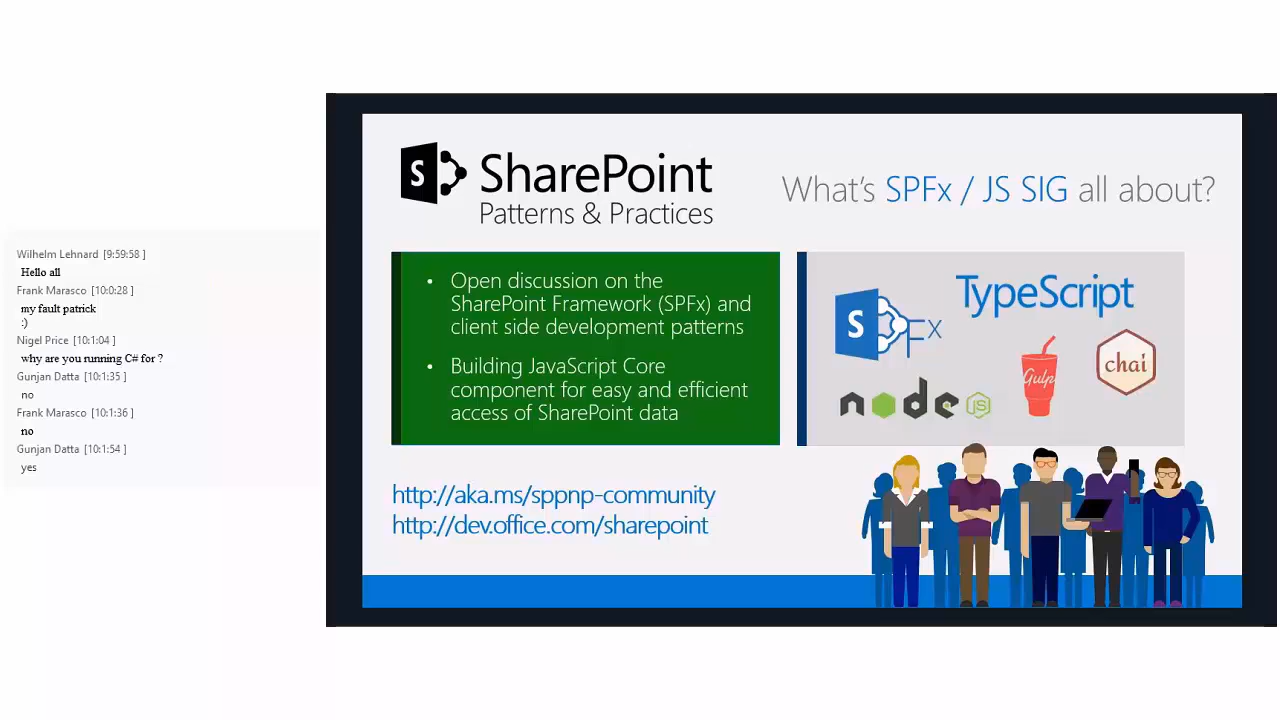 Wilhelm Lehnard [9:59:58 ]
Hello all
Frank Marasco [10:0:28 ]
my fault patrick
:)
Nigel Price [10:1:04 ]
why are you running C# for ?
Gunjan Datta [10:1:35 ]
no
Frank Marasco [10:1:36 ]
no
Gunjan Datta [10:1:54 ]
yes
S SharePoint
Patterns & Practices
What's SPFx / JS SIG all about?
• Open discussion on the
SharePoint Framework (SPFx) and
client side development patterns
• Building JavaScript Core
component for easy and efficient
access of SharePoint data
S Fx
TypeScript
node JS
Gulp
chai
http://aka.ms/sppnp-community
http://dev.office.com/sharepoint